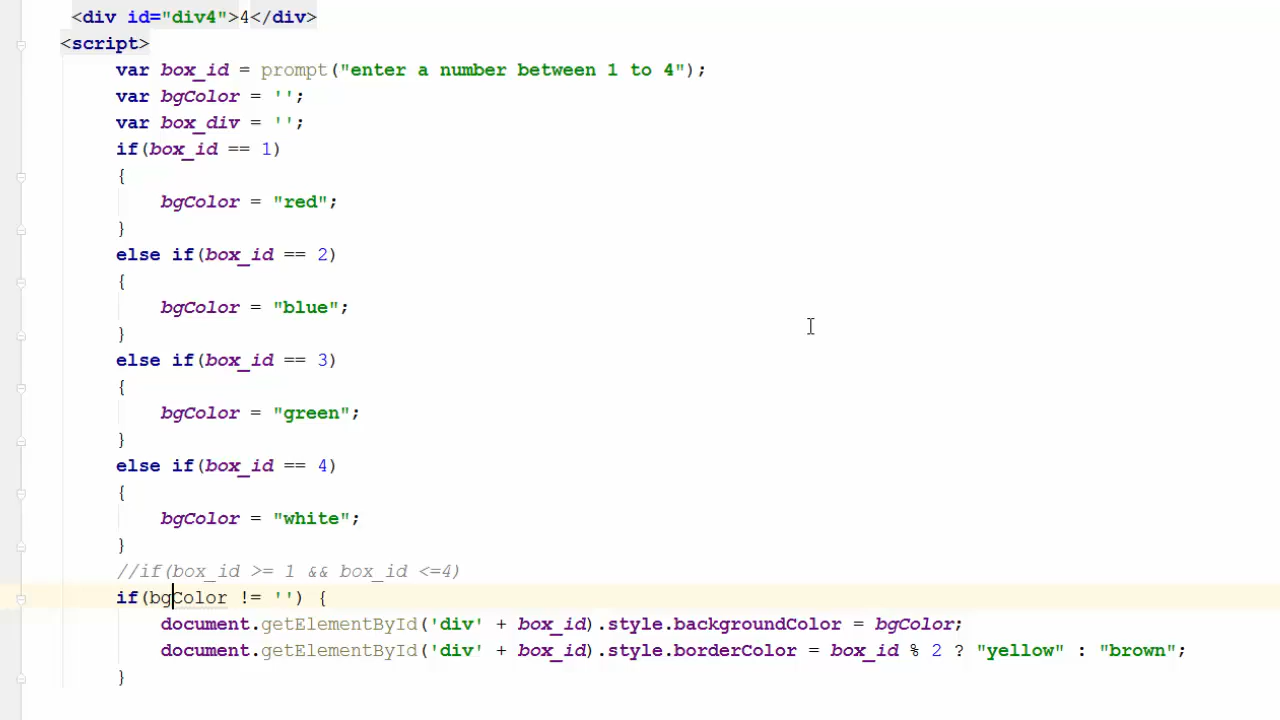 <div id="div4">4</div>
<script>
var box_id = prompt("enter a number between 1 to 4");
var bgColor = '';
var box_div = '';
if(box_id == 1)
{
bgColor = "red";
}
else if(box_id == 2)
{
bgColor = "blue";
}
else if(box_id == 3)
{
bgColor = "green";
}
else if(box_id == 4)
{
bgColor = "white";
}
//if(box_id >= 1 && box_id <=4)
if(bgColor != '') {
document.getElementById('div' + box_id).style.backgroundColor = bgColor;
document.getElementById('div' + box_id).style.borderColor = box_id % 2 ? "yellow" : "brown";
}